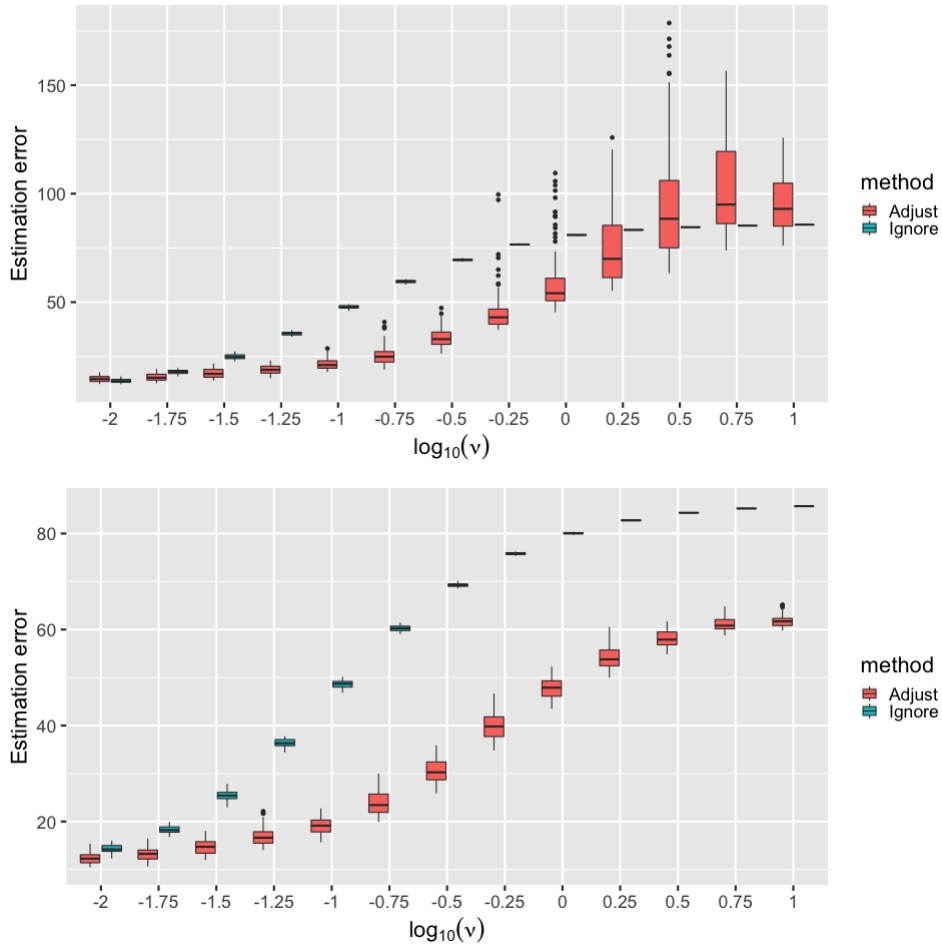 150
100
50
Estimation error
-2 -1.75 -1.5 -1.25 -1 -0.75 -0.5 -0.25 0 0.25 0.5 0.75 1
log10(ν)
method
Adjust
Ignore
80
60
40
20
Estimation error
-2 -1.75 -1.5 -1.25 -1 -0.75 -0.5 -0.25 0 0.25 0.5 0.75 1
log10(ν)
method
Adjust
Ignore